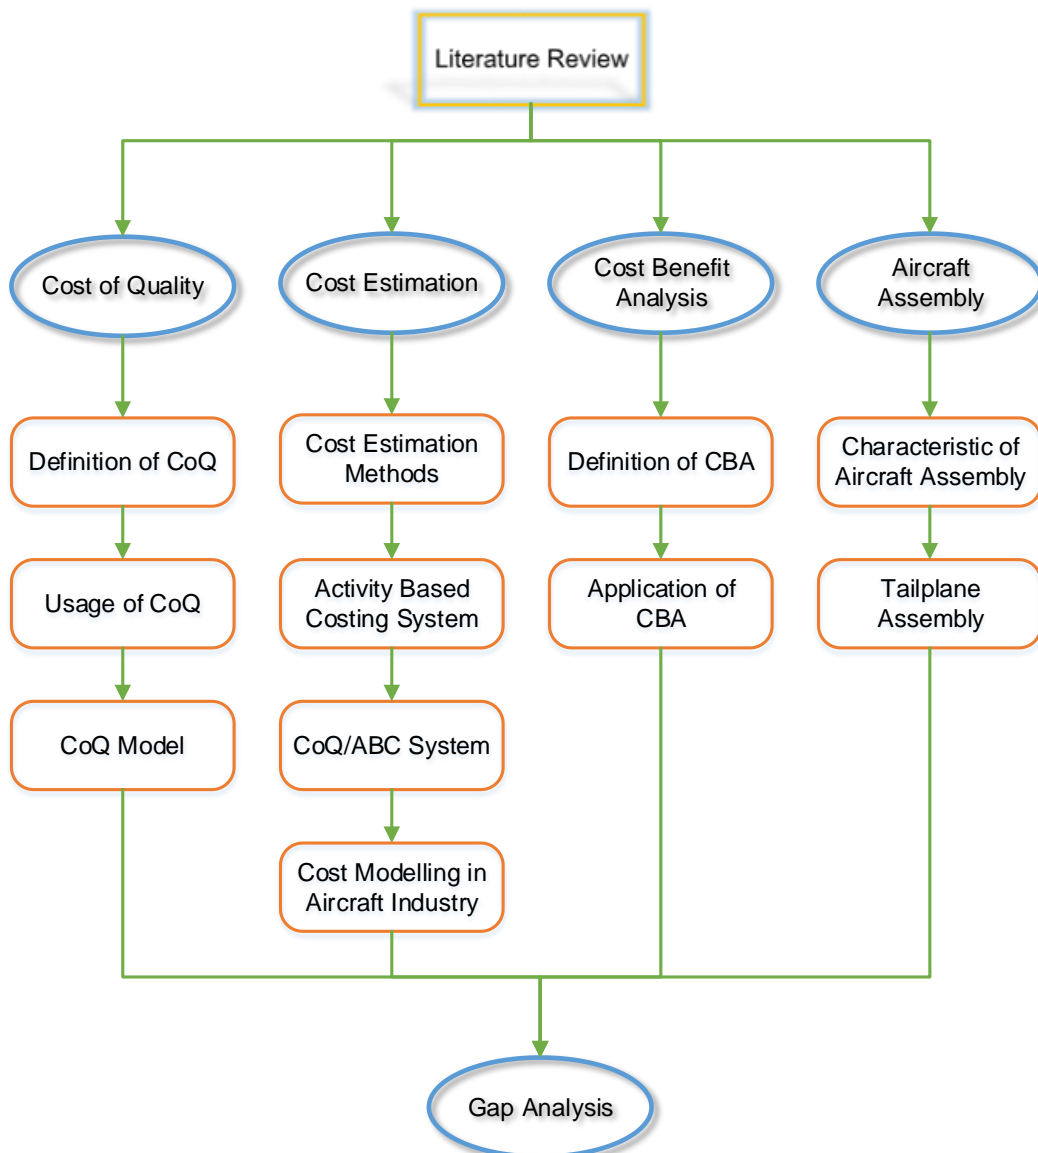 Literature Review
Cost of Quality
Cost Estimation
Cost Benefit
Analysis
Aircraft
Assembly
Definition of CoQ
Cost Estimation
Methods
Definition of CBA
Characteristic of
Aircraft Assembly
Usage of CoQ
Activity Based
Costing System
Application of
CBA
Tailplane
Assembly
CoQ Model
CoQ/ABC System
Cost Modelling in
Aircraft Industry
Gap Analysis